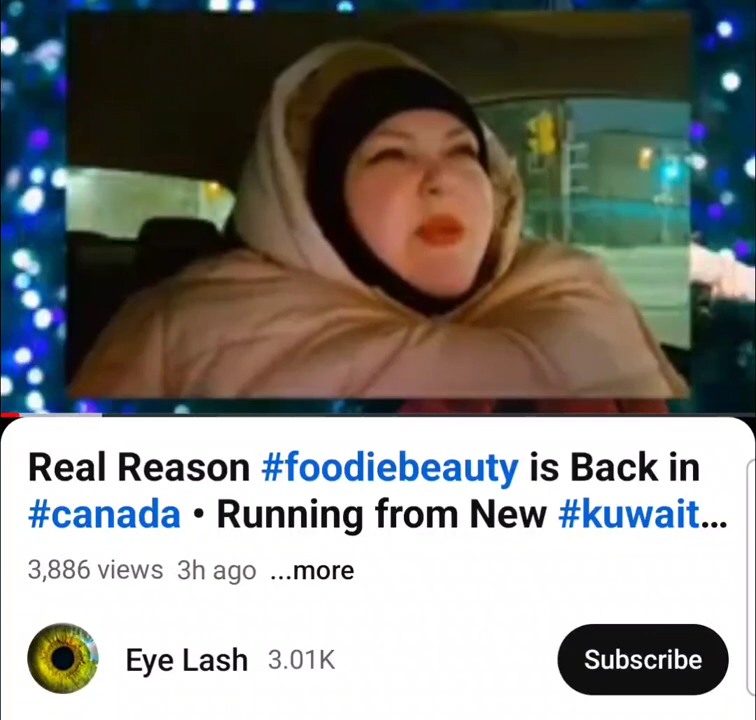 Real Reason #foodiebeauty is Back in
#canada • Running from New #kuwait...
3,886 views 3h ago ...more
Eye Lash 3.01K
Subscribe